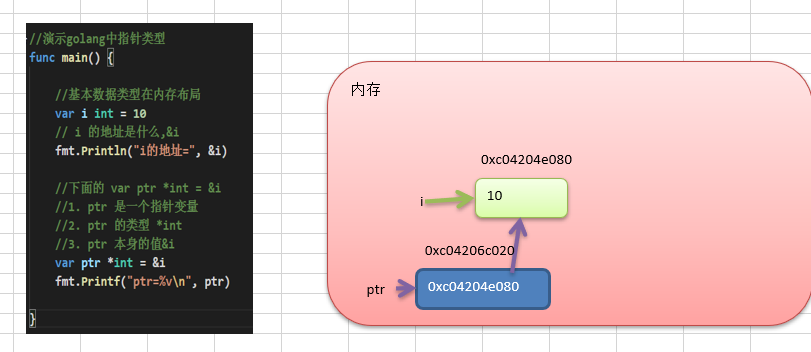 //演示golang中指针类型
func main() {
//基本数据类型在内存布局
var i int = 10
// i 的地址是什么,&i
fmt.Println("i的地址=", &i)
//下面的 var ptr *int = &i
//1. ptr 是一个指针变量
//2. ptr 的类型 *int
//3. ptr 本身的值&i
var ptr *int = &i
fmt.Printf("ptr=%v\n", ptr)
}
内存
0xc04204e080
10
i
0xc04206c020
ptr
0xc04204e080